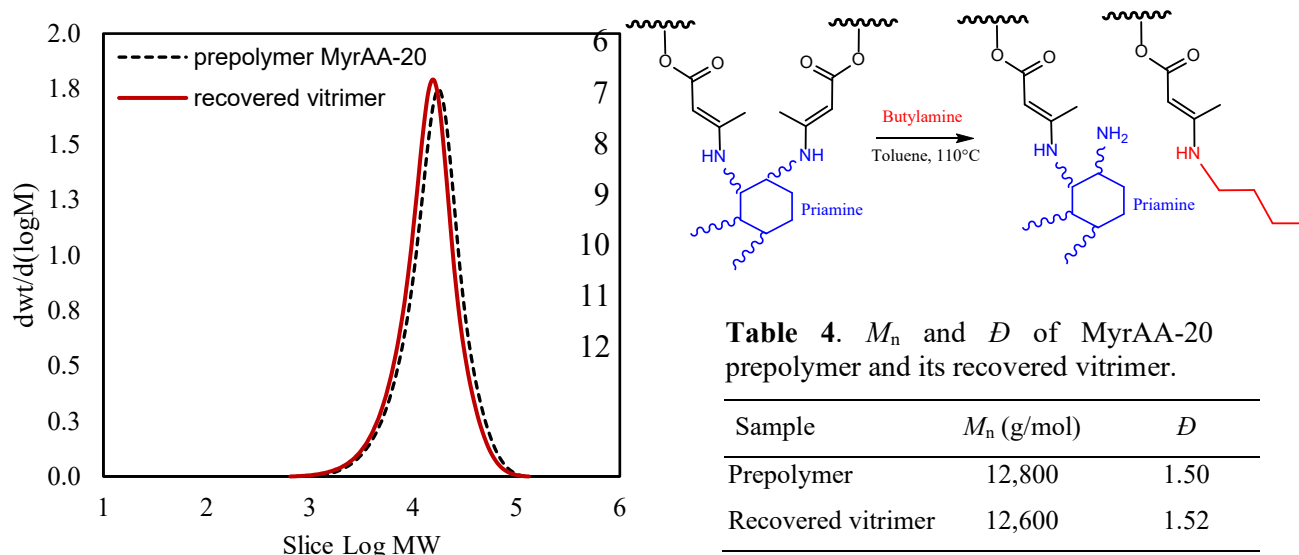 2.0
1.8
1.5
1.3
1.0
0.8
0.5
0.3
0.0
dwt/d(logM)
1 2 3 4 5 6
Slice Log MW
prepolymer MyrAA-20
recovered vitrimer
6
7
8
9
10
11
12
O O O O
HN NH
Priamine
Butylamine
Toluene, 110°C
O O O O
HN NH2 HN
Priamine
Table 4. Mn and Đ of MyrAA-20
prepolymer and its recovered vitrimer.
Sample Mn (g/mol) Đ
Prepolymer 12,800 1.50
Recovered vitrimer 12,600 1.52